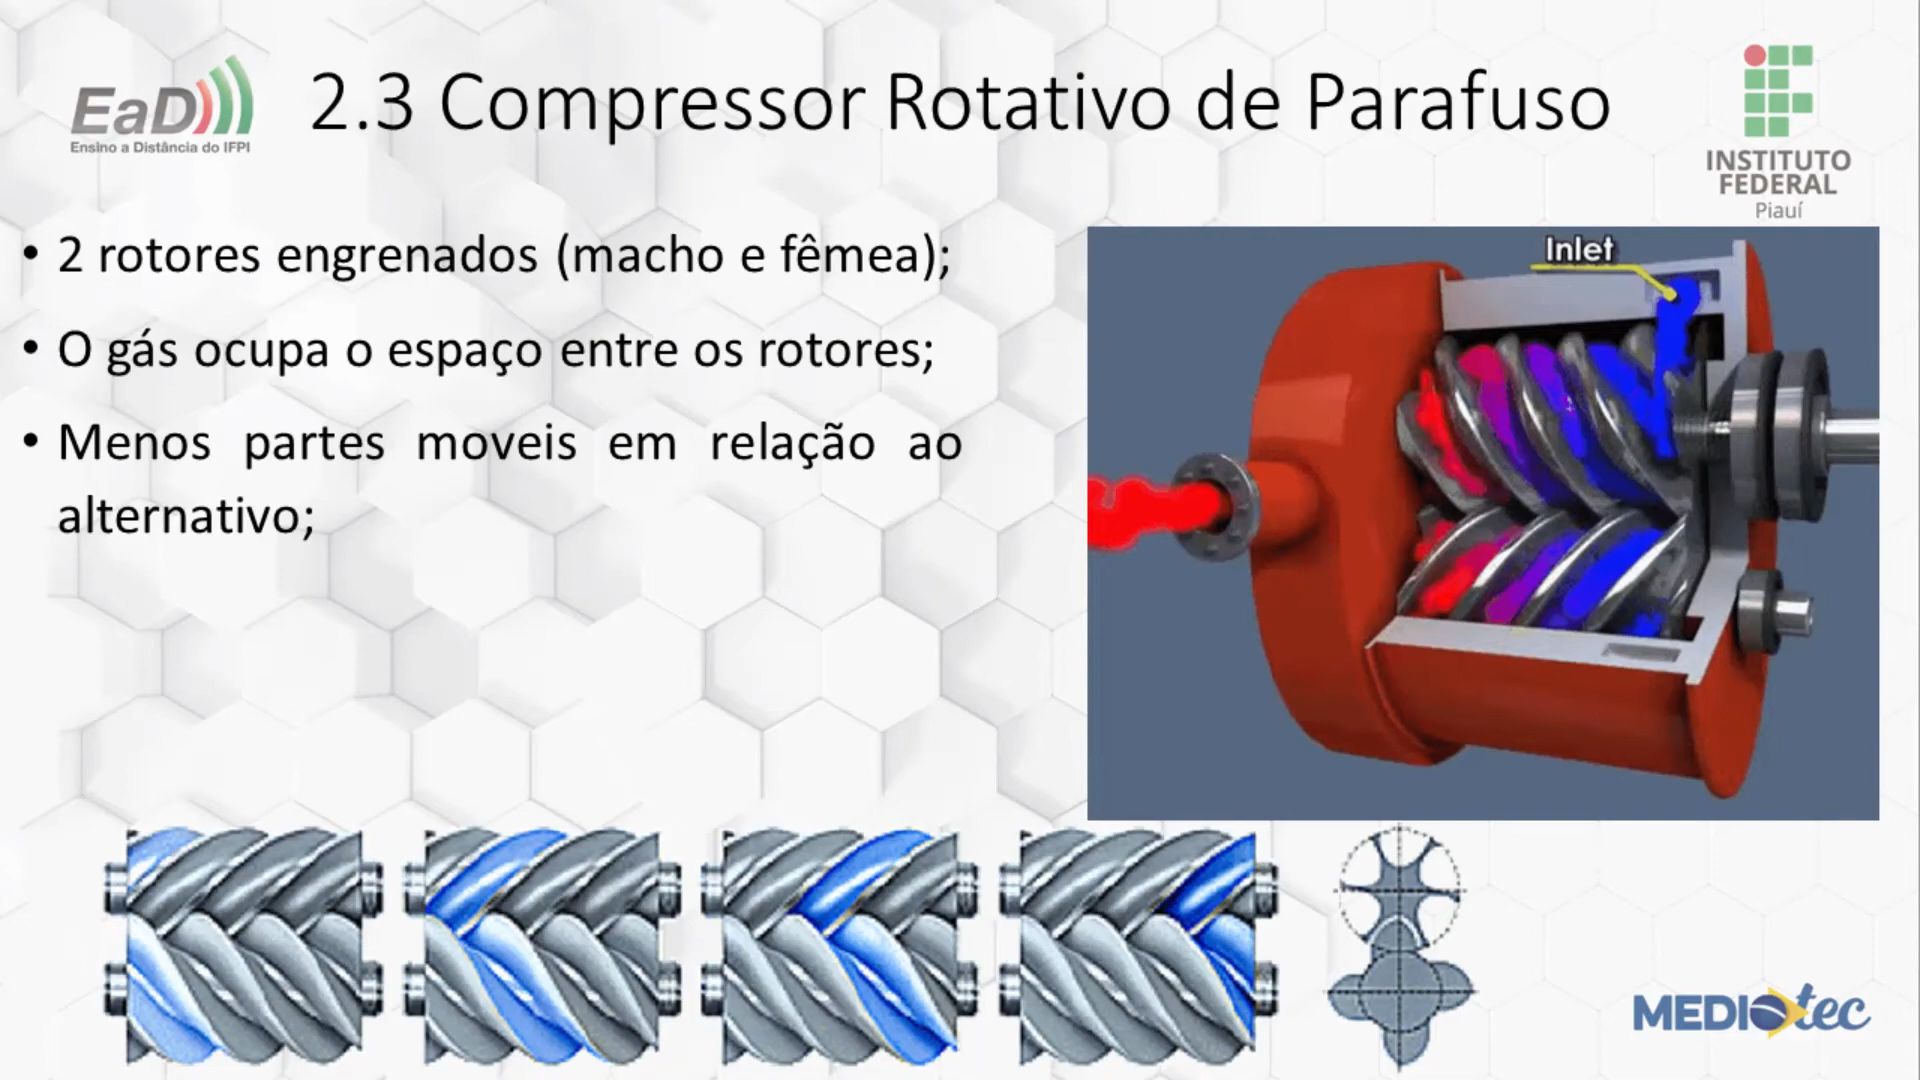 EaD
Ensino a Distância do IFPI
2.3 Compressor Rotativo de Parafuso
INSTITUTO
FEDERAL
Piauí
• 2 rotores engrenados (macho e fêmea);
• O gás ocupa o espaço entre os rotores;
• Menos partes moveis em relação ao
alternativo;
Inlet
MEDIOtec